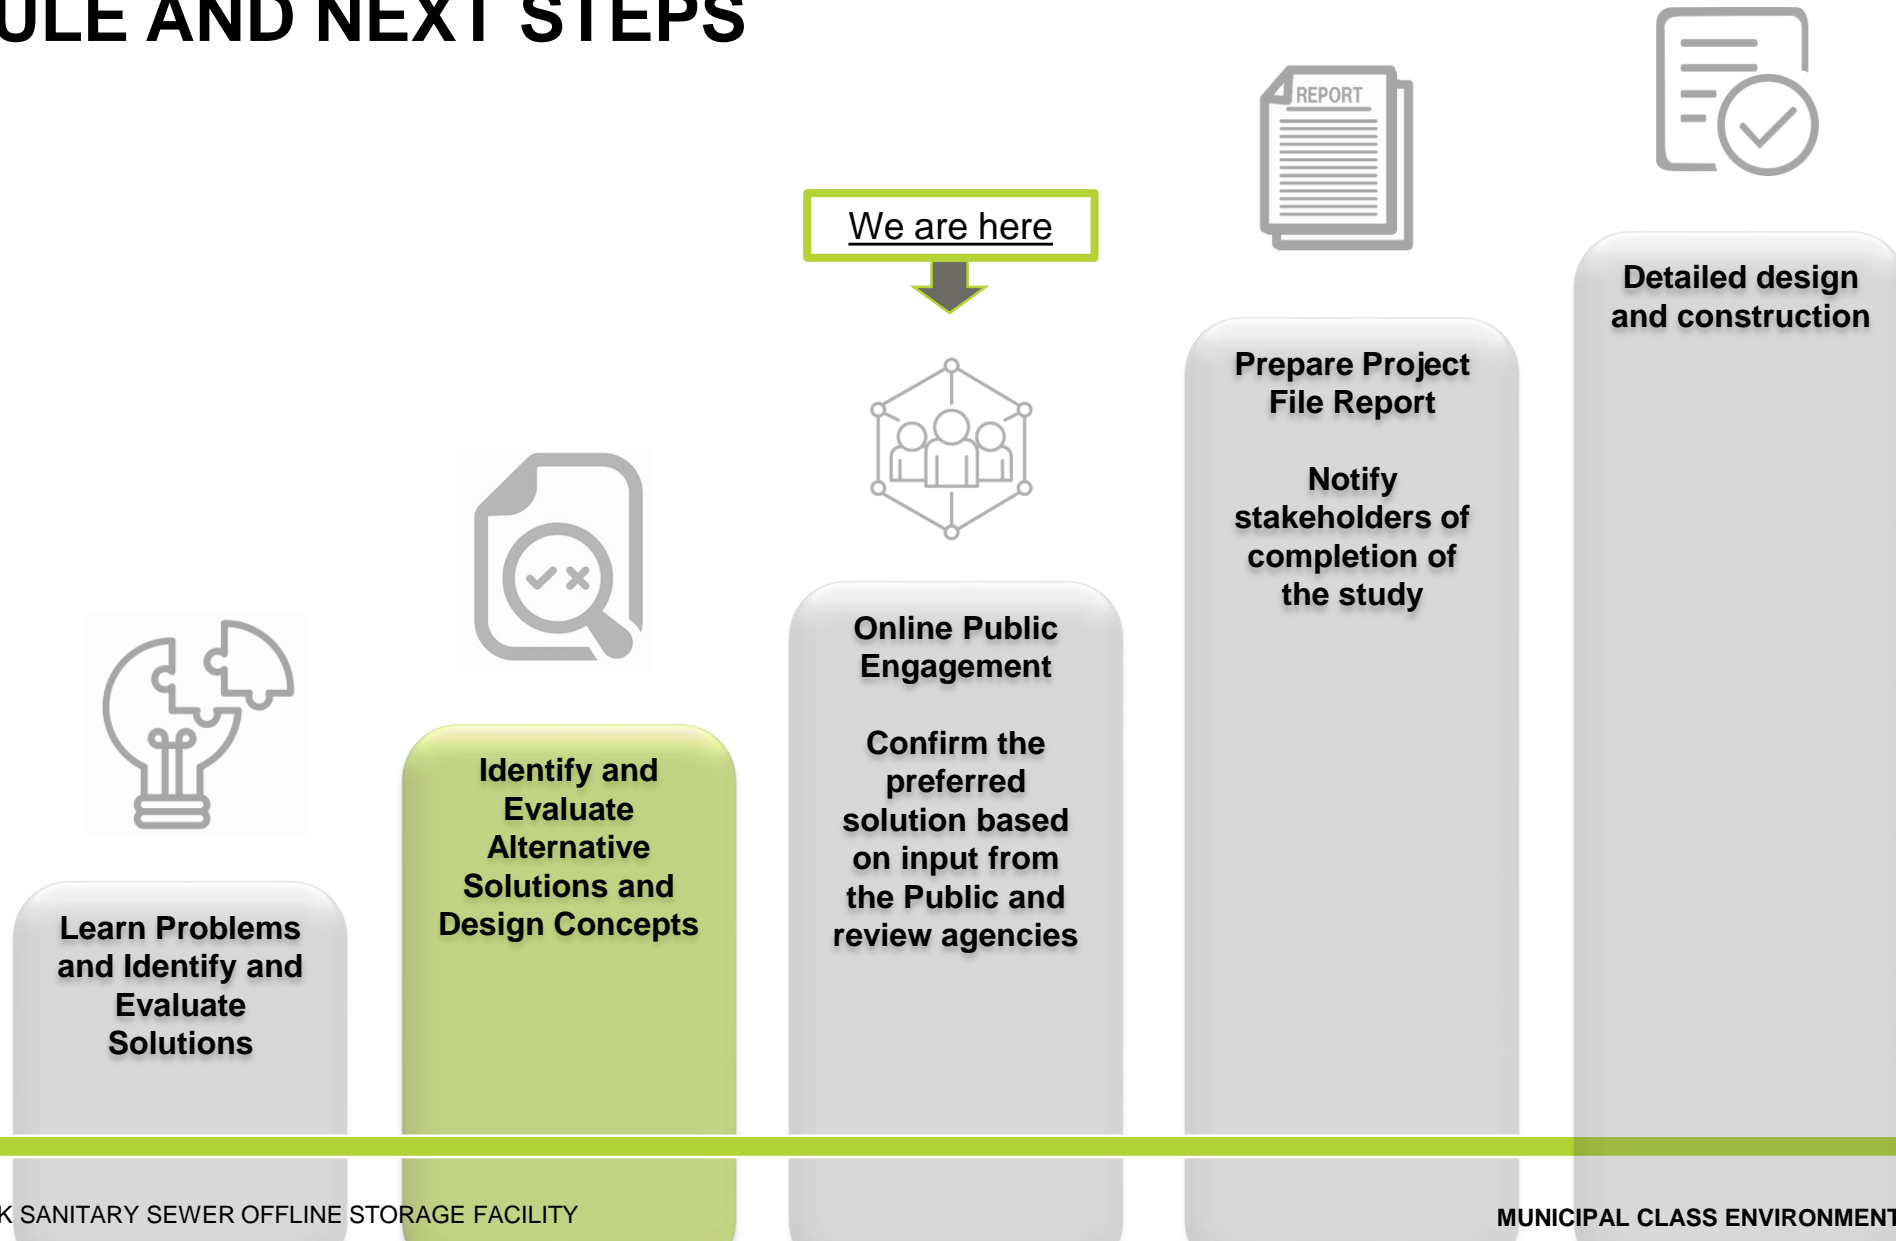 ULE AND NEXT STEPS
REPORT
We are here
Detailed design
and construction
Prepare Project
File Report
Notify
stakeholders of
completion of
the study
Online Public
Engagement
Confirm the
preferred
solution based
on input from
the Public and
review agencies
Identify and
Evaluate
Alternative
Solutions and
Design Concepts
Learn Problems
and Identify and
Evaluate
Solutions
K SANITARY SEWER OFFLINE STORAGE FACILITY
MUNICIPAL CLASS ENVIRONMENT